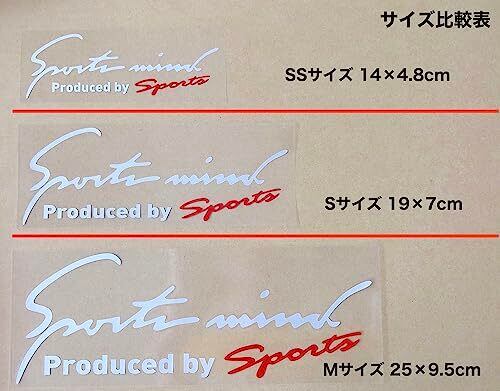 サイズ比較表
Sports mind
Produced by Sports
SSサイズ 14×4.8cm
Sports mind
Produced by Sports
Sサイズ 19×7cm
Sports mind
Produced by Sports
Mサイズ 25×9.5cm